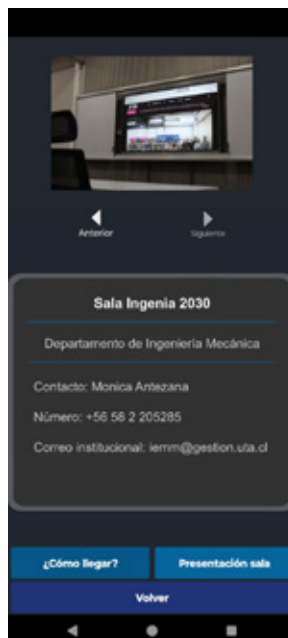 Anterior
Siguiente
Sala Ingenia 2030
Departamento de Ingeniería Mecánica
Contacto: Monica Antezana
Número: +56 58 2 205285
Correo institucional: iemm@gestion.uta.cl
¿Cómo llegar?
Presentación sala
Volver